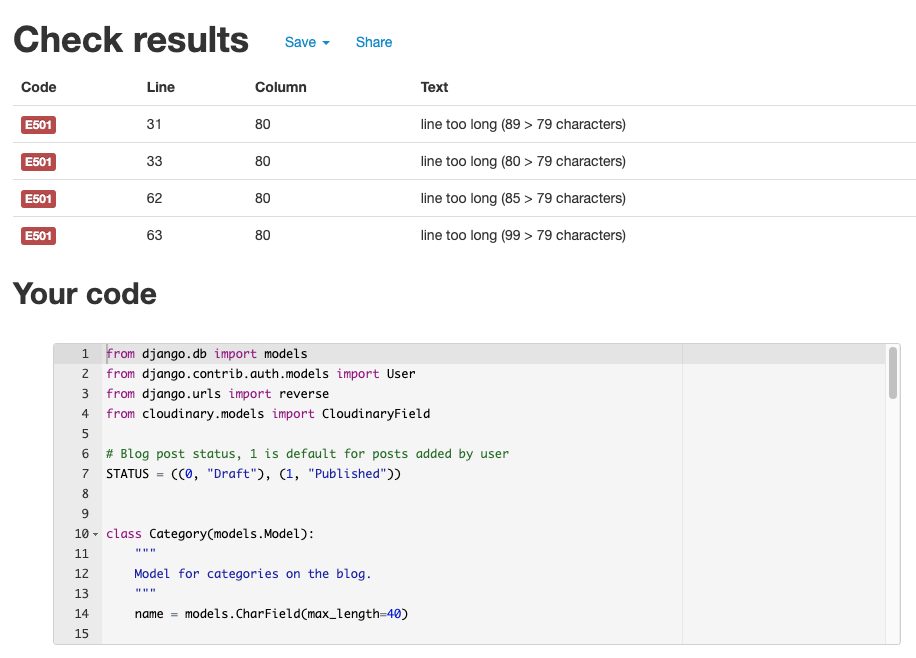 Check results Save Share
Code Line Column Text
E501 31 80 line too long (89 > 79 characters)
E501 33 80 line too long (80 > 79 characters)
E501 62 80 line too long (85 > 79 characters)
E501 63 80 line too long (99 > 79 characters)
Your code
1 from django.db import models
2 from django.contrib.auth.models import User
3 from django.urls import reverse
4 from cloudinary.models import CloudinaryField
5
6 # Blog post status, 1 is default for posts added by user
7 STATUS = ((0, "Draft"), (1, "Published"))
8
9
10 class Category(models.Model):
11     """
12     Model for categories on the blog.
13     """
14     name = models.CharField(max_length=40)
15